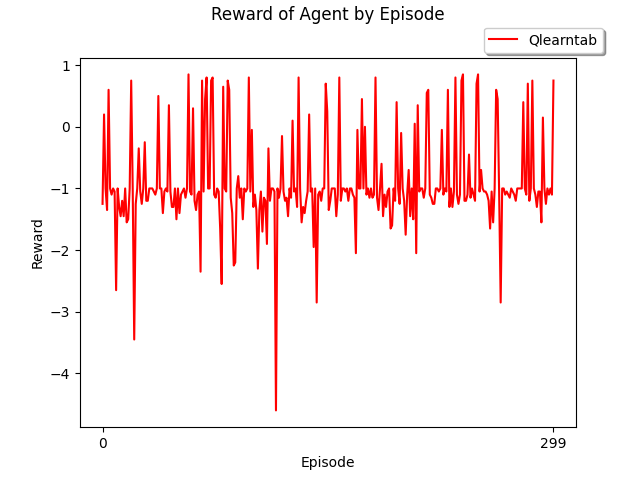 Reward of Agent by Episode
Qlearntab
1
0
−1
−2
−3
−4
Reward
0
299
Episode